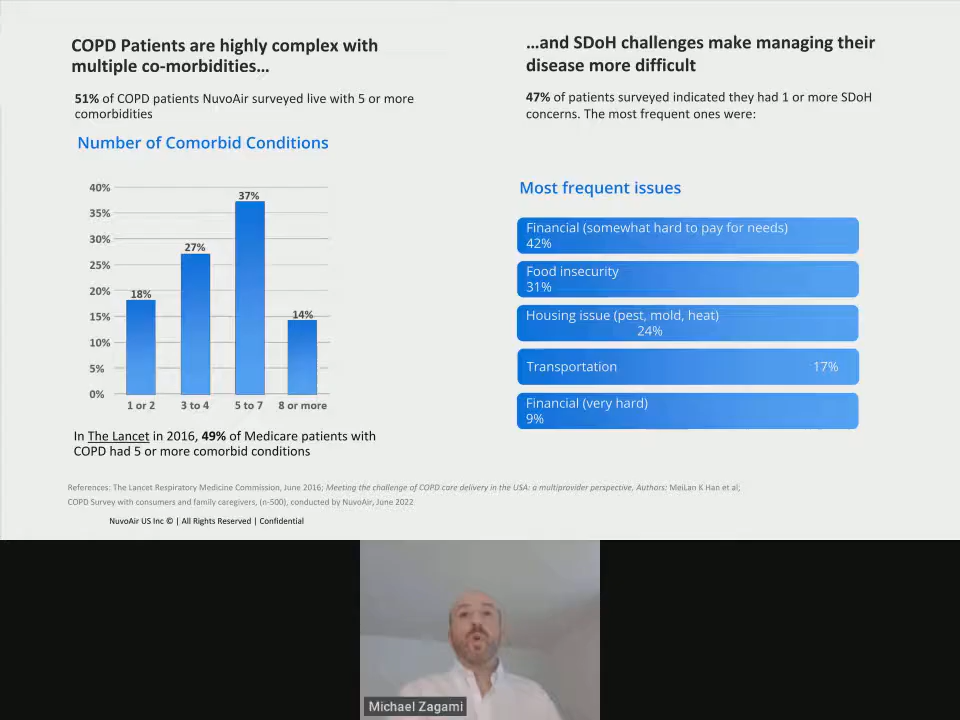 COPD Patients are highly complex with
multiple co-morbidities…
51% of COPD patients NuvoAir surveyed live with 5 or more
comorbidities
Number of Comorbid Conditions
40%
35%
30%
25%
20%
15%
10%
5%
0%
18%
27%
37%
14%
1 or 2
3 to 4
5 to 7
8 or more
In The Lancet in 2016, 49% of Medicare patients with
COPD had 5 or more comorbid conditions
…and SDoH challenges make managing their
disease more difficult
47% of patients surveyed indicated they had 1 or more SDoH
concerns. The most frequent ones were:
Most frequent issues
Financial (somewhat hard to pay for needs)
42%
Food insecurity
31%
Housing issue (pest, mold, heat)
24%
Transportation 17%
Financial (very hard)
9%
References: The Lancet Respiratory Medicine Commission, June 2016; Meeting the challenge of COPD care delivery in the USA: a multiprovider perspective, Authors: MeiLan K Han et al;
COPD Survey with consumers and family caregivers, (n-500), conducted by NuvoAir, June 2022
NuvoAir US Inc © | All Rights Reserved | Confidential
Michael Zagami